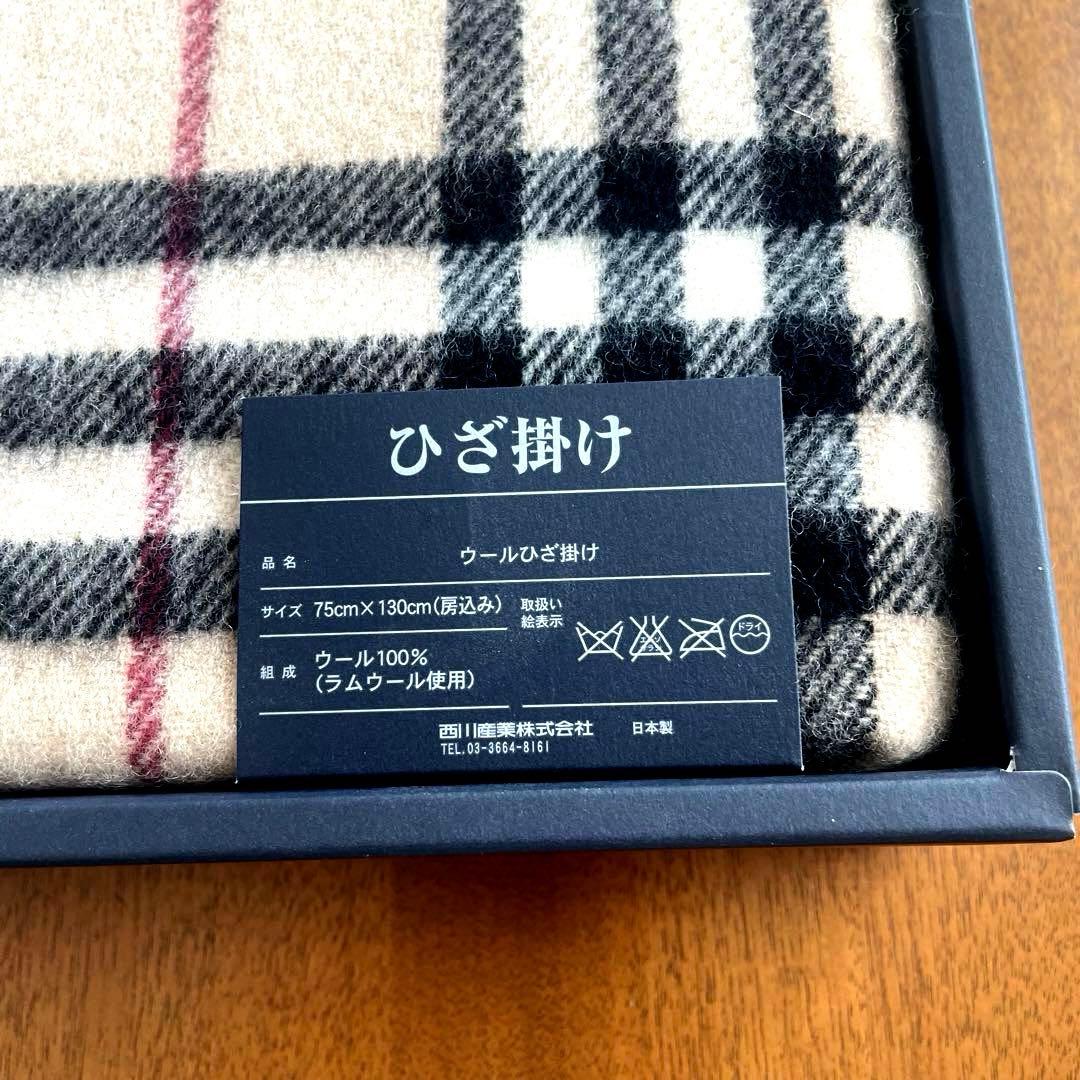 ひざ掛け
品名 ウールひざ掛け
サイズ 75cm×130cm(房込み)
取扱い
絵表示
ドライ
組成 ウール100%
(ラムウール使用)
西川産業株式会社 日本製
TEL.03-3664-8161